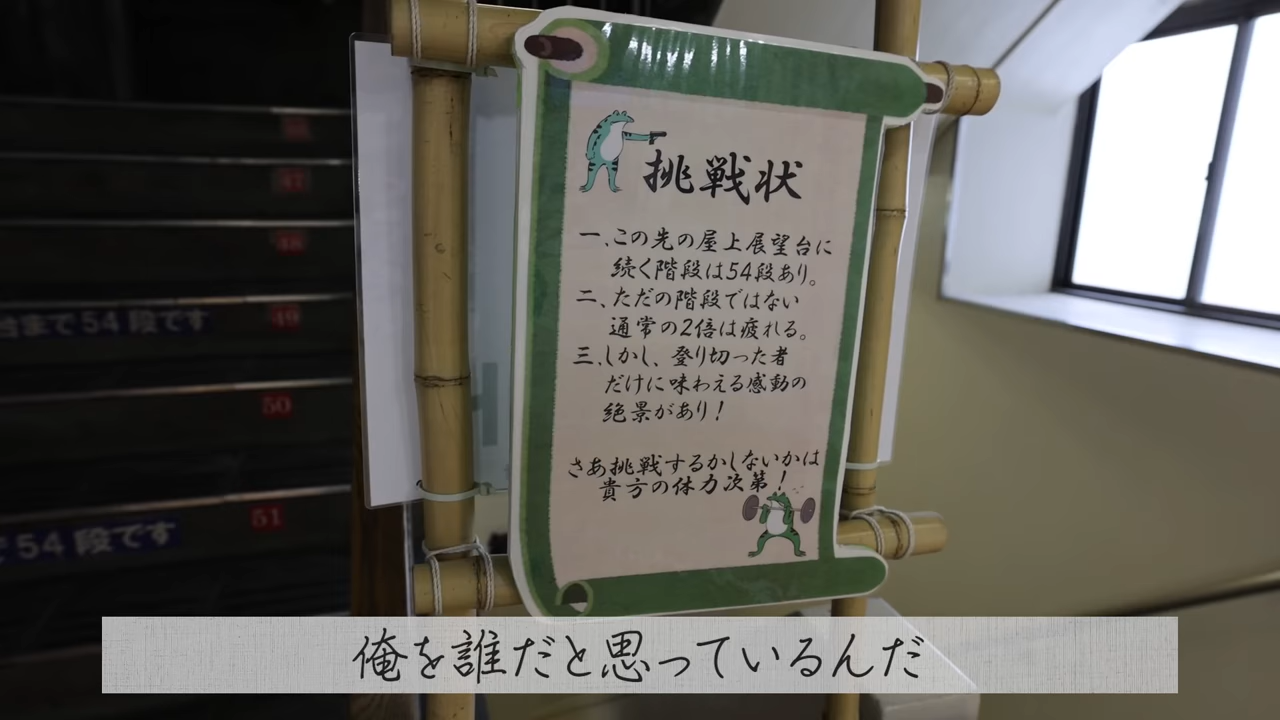 挑戦状
一、この先の屋上展望台に
続く階段は54段あり。
二、ただの階段ではない
通常の2倍は疲れる。
三、しかし、登り切った者
だけに味わえる感動の
絶景があり!
さあ挑戦するかしないかは
貴方の体力次第!
47
48
49
台まで54段です
50
51
で54段です
俺を誰だと思っているんだ